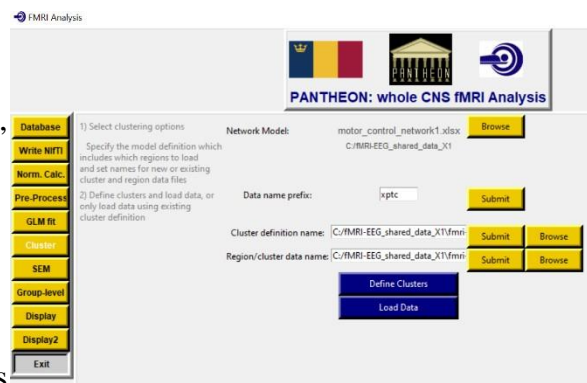 FMRI Analysis
PANTHEON
PANTHEON: whole CNS fMRI Analysis
,
Database
Write NIfTI
Norm. Calc.
Pre-Process
GLM fit
Cluster
SEM
Group-level
Display
Display2
Exit
s
1) Select clustering options
Specify the model definition which
includes which regions to load
and set names for new or existing
cluster and region data files
2) Define clusters and load data, or
only load data using existing
cluster definition
Network Model: motor_control_network1.xlsx Browse
C:/fMRI-EEG_shared_data_X1
Data name prefix: xptc Submit
Cluster definition name: C:/fMRI-EEG_shared_data_X1\fmri- Submit Browse
Region/cluster data name: C:/fMRI-EEG_shared_data_X1\fmri- Submit Browse
Define Clusters
Load Data